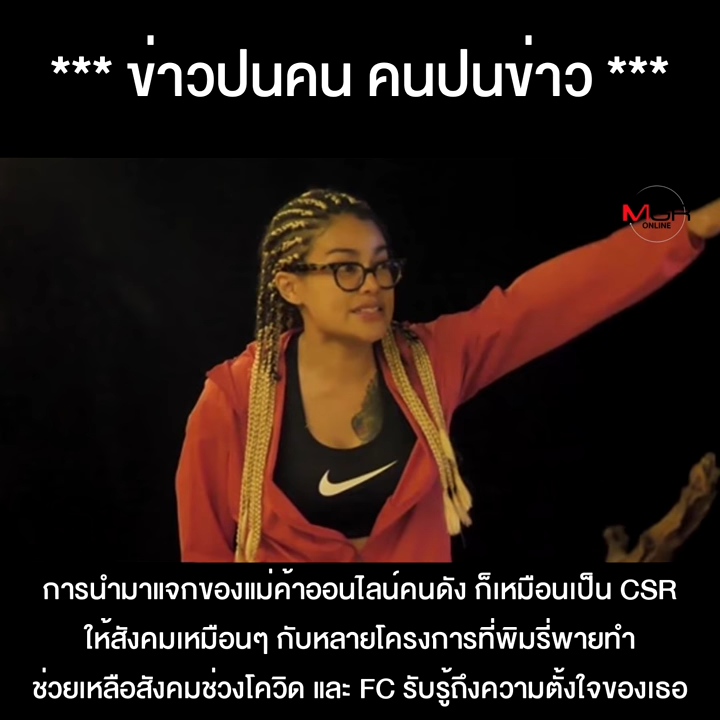 *** ข่าวปนคน คนปนข่าว ***
MGR
ONLINE
การนำมาแจกของแม่ค้าออนไลน์คนดัง ก็เหมือนเป็น CSR
ให้สังคมเหมือนๆ กับหลายโครงการที่พิมรี่พายทำ
ช่วยเหลือสังคมช่วงโควิด และ FC รับรู้ถึงความตั้งใจของเธอ